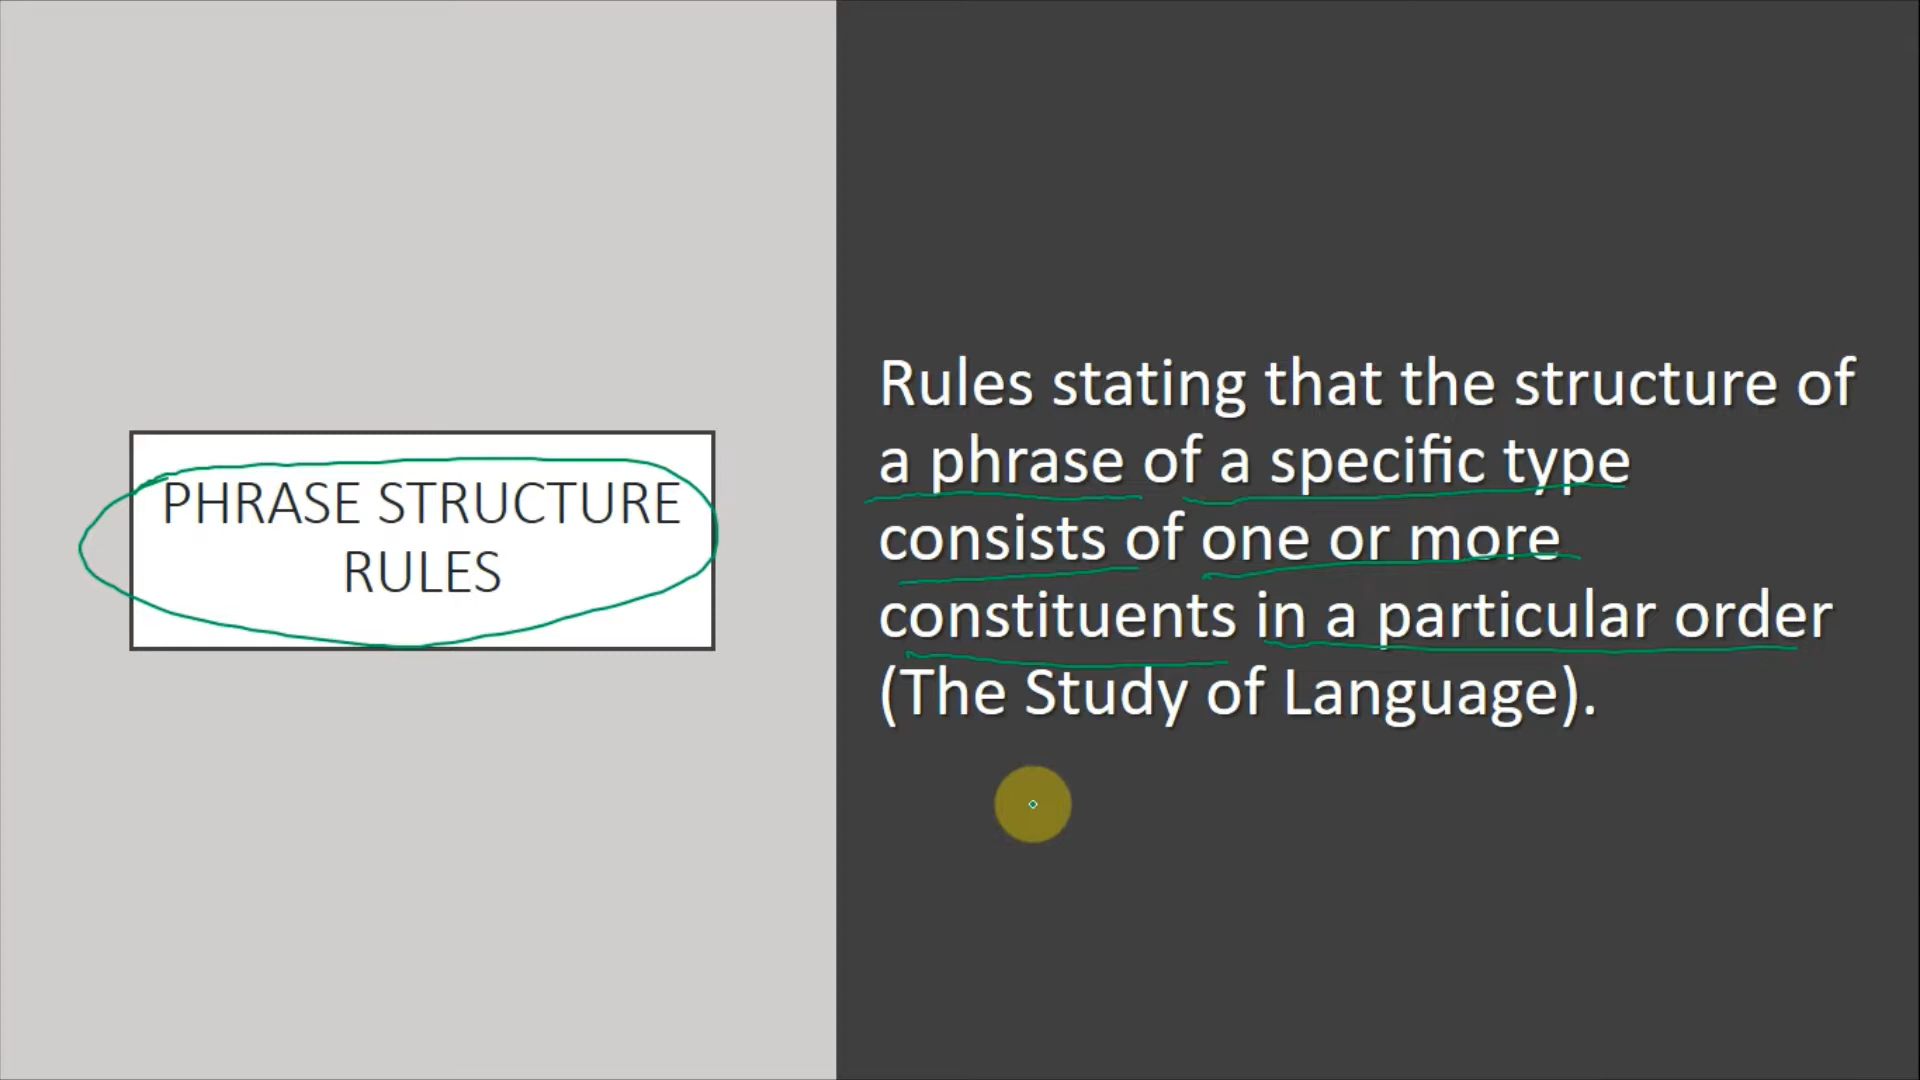 PHRASE STRUCTURE
RULES
Rules stating that the structure of
a phrase of a specific type
consists of one or more
constituents in a particular order
(The Study of Language).